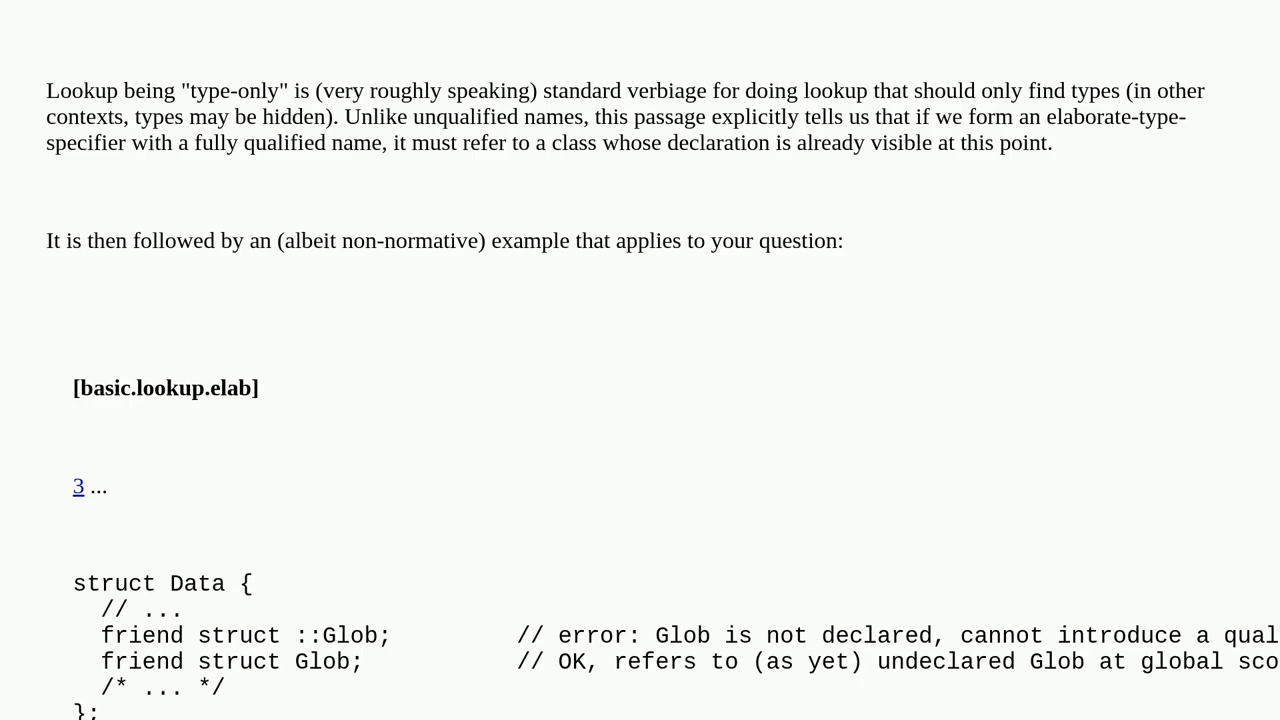 Lookup being "type-only" is (very roughly speaking) standard verbiage for doing lookup that should only find types (in other
contexts, types may be hidden). Unlike unqualified names, this passage explicitly tells us that if we form an elaborate-type-
specifier with a fully qualified name, it must refer to a class whose declaration is already visible at this point.
It is then followed by an (albeit non-normative) example that applies to your question:
[basic.lookup.elab]
3 ...
struct Data {
// ...
friend struct ::Glob; // error: Glob is not declared, cannot introduce a qual
friend struct Glob; // OK, refers to (as yet) undeclared Glob at global sco
/* ... */
};